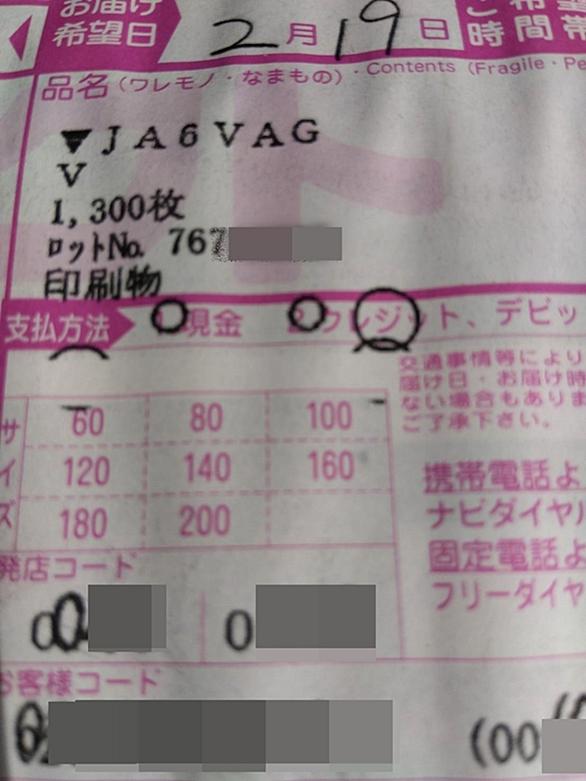 お届け
希望日 2月19日
時間帯
品名(ワレモノ・なまもの)・Contents (Fragile・Pe
▼JA6VAG
V
1,300枚
ロットNo. 767
印刷物
支払方法 現金 クレジット、デビッ
交通事情等により
届け日・お届け時
ない場合もありま
ご了承下さい。
サイズ
60 80 100
120 140 160
180 200
携帯電話よ
ナビダイヤル
固定電話よ
フリーダイヤ
発店コード
0
お客様コード
(00